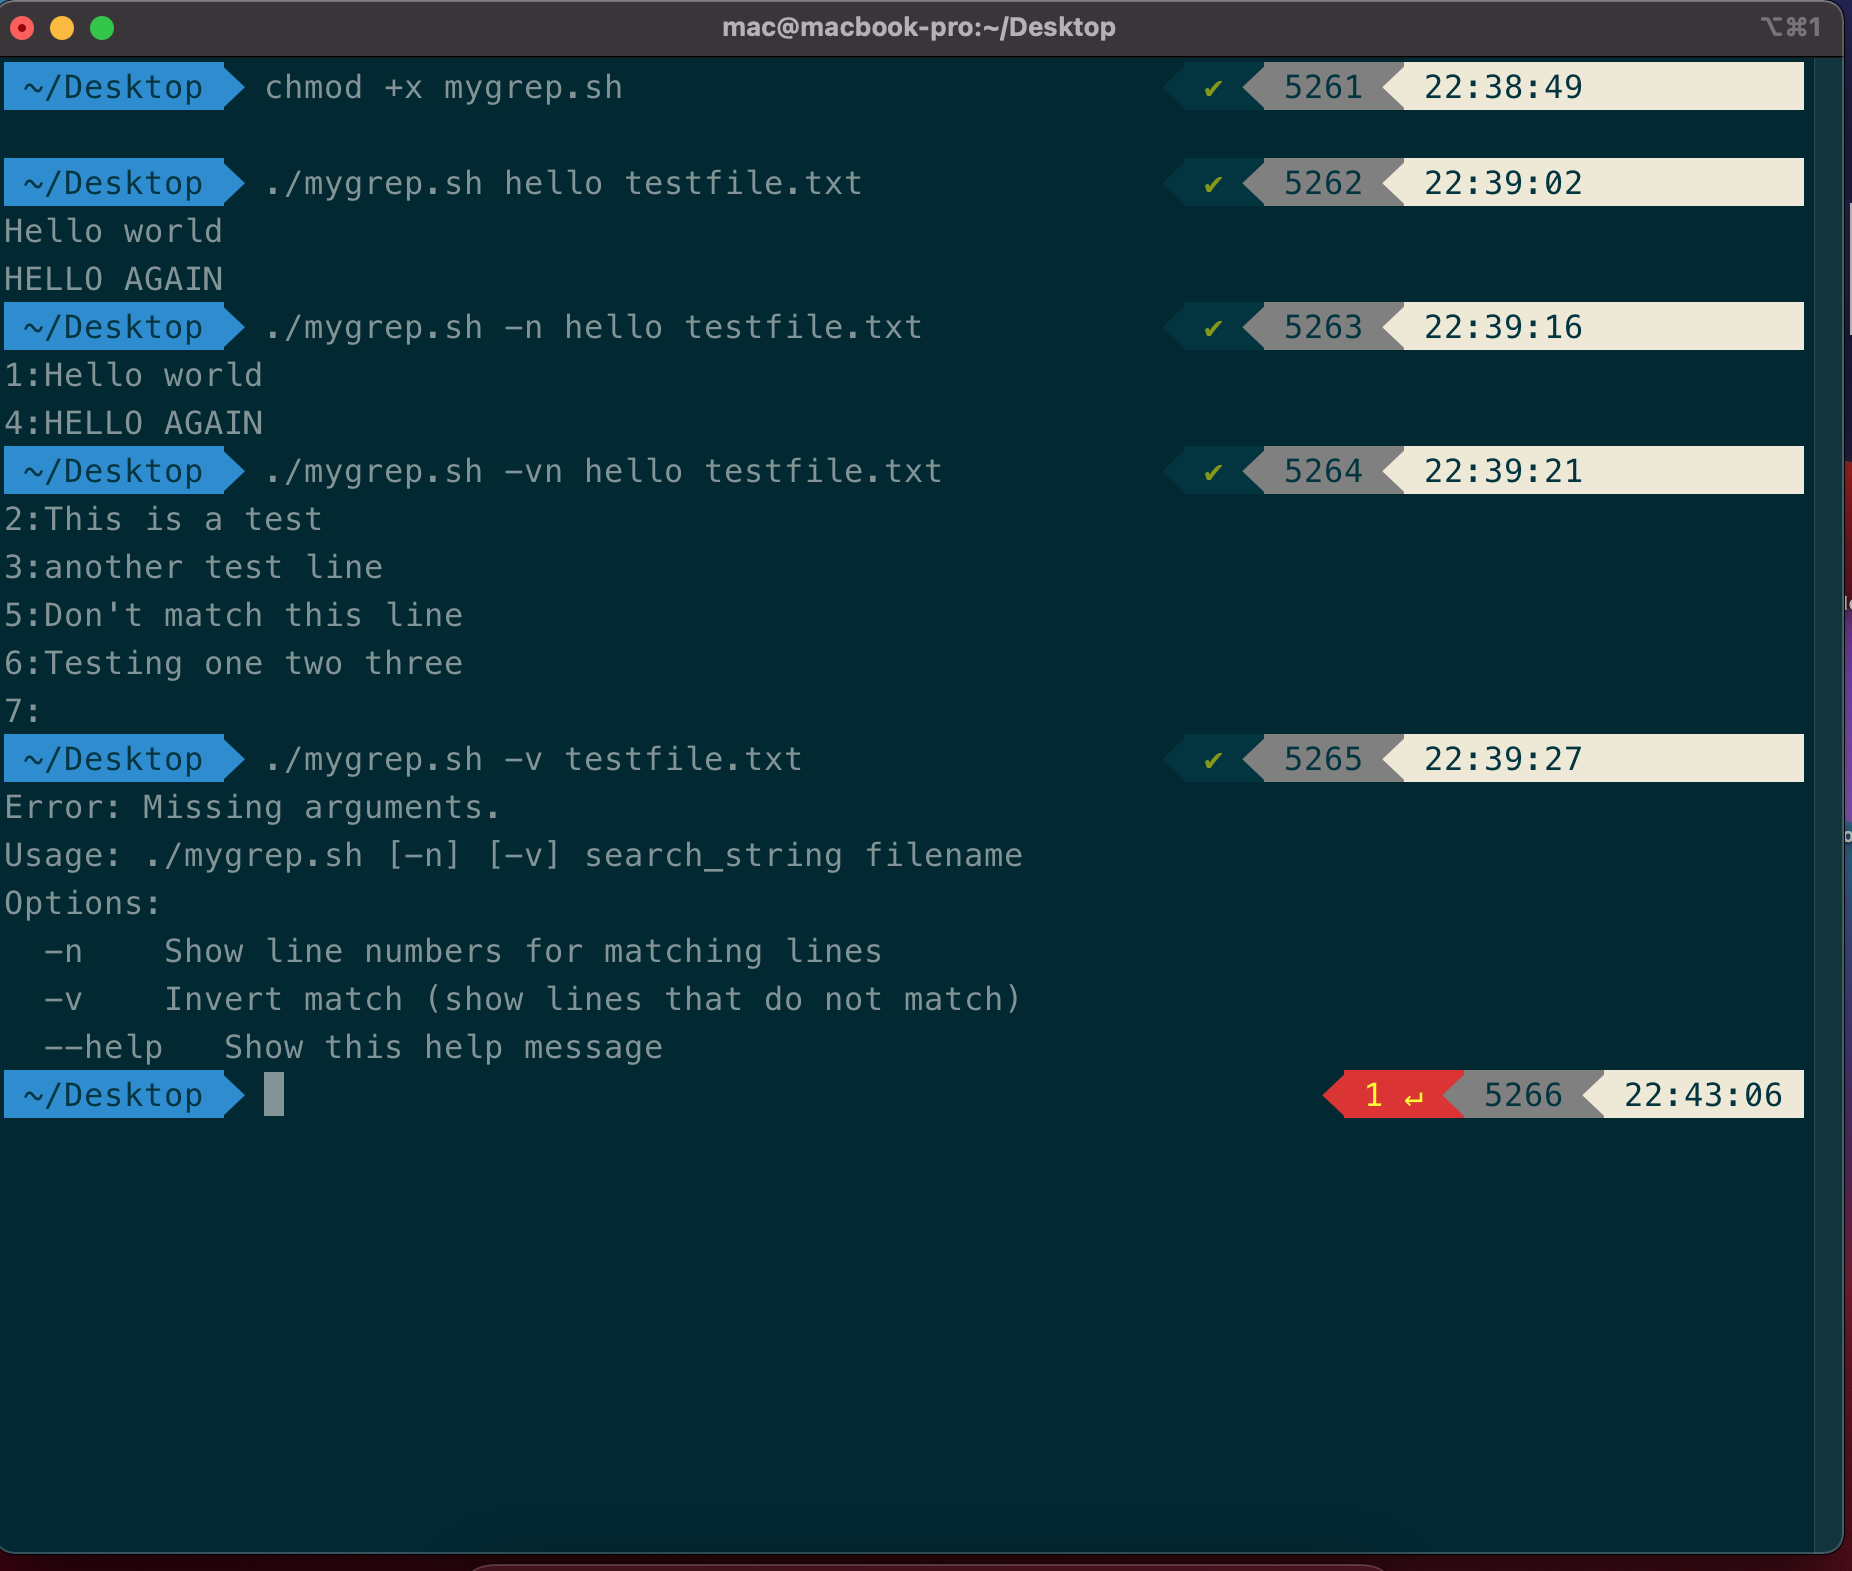 mac@macbook-pro:~/Desktop ⌥⌘1
~/Desktop chmod +x mygrep.sh ✔ 5261 22:38:49
~/Desktop ./mygrep.sh hello testfile.txt ✔ 5262 22:39:02
Hello world
HELLO AGAIN
~/Desktop ./mygrep.sh -n hello testfile.txt ✔ 5263 22:39:16
1:Hello world
4:HELLO AGAIN
~/Desktop ./mygrep.sh -vn hello testfile.txt ✔ 5264 22:39:21
2:This is a test
3:another test line
5:Don't match this line
6:Testing one two three
7:
~/Desktop ./mygrep.sh -v testfile.txt ✔ 5265 22:39:27
Error: Missing arguments.
Usage: ./mygrep.sh [-n] [-v] search_string filename
Options:
  -n    Show line numbers for matching lines
  -v    Invert match (show lines that do not match)
  --help   Show this help message
~/Desktop 1 ↵ 5266 22:43:06